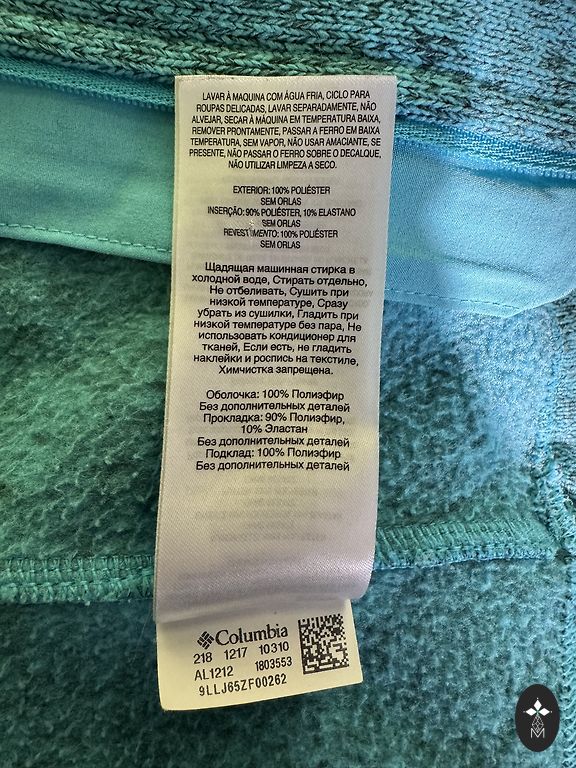 LAVAR À MAQUINA COM ÁGUA FRIA, CICLO PARA
ROUPAS DELICADAS, LAVAR SEPARADAMENTE, NÃO
ALVEJAR, SECAR À MÁQUINA EM TEMPERATURA BAIXA,
REMOVER PRONTAMENTE, PASSAR A FERRO EM BAIXA
TEMPERATURA, SEM VAPOR, NÃO USAR AMACIANTE, SE
PRESENTE, NÃO PASSAR O FERRO SOBRE O DECALQUE,
NÃO UTILIZAR LIMPEZA A SECO.
EXTERIOR: 100% POLIÉSTER
SEM ORLAS
INSERÇÃO: 90% POLIÉSTER, 10% ELASTANO
SEM ORLAS
REVESTIMENTO: 100% POLIÉSTER
SEM ORLAS
Щадящая машинная стирка в
холодной воде, Стирать отдельно,
Не отбеливать, Сушить при
низкой температуре, Сразу
убрать из сушилки, Гладить при
низкой температуре без пара, Не
использовать кондиционер для
тканей, Если есть, не гладить
наклейки и роспись на текстиле,
Химчистка запрещена.
Оболочка: 100% Полиэфир
Без дополнительных деталей
Прокладка: 90% Полиэфир,
10% Эластан
Без дополнительных деталей
Подклад: 100% Полиэфир
Без дополнительных деталей
Columbia
218 1217 10310
AL1212 1803553
9LLJ65ZF00262
M